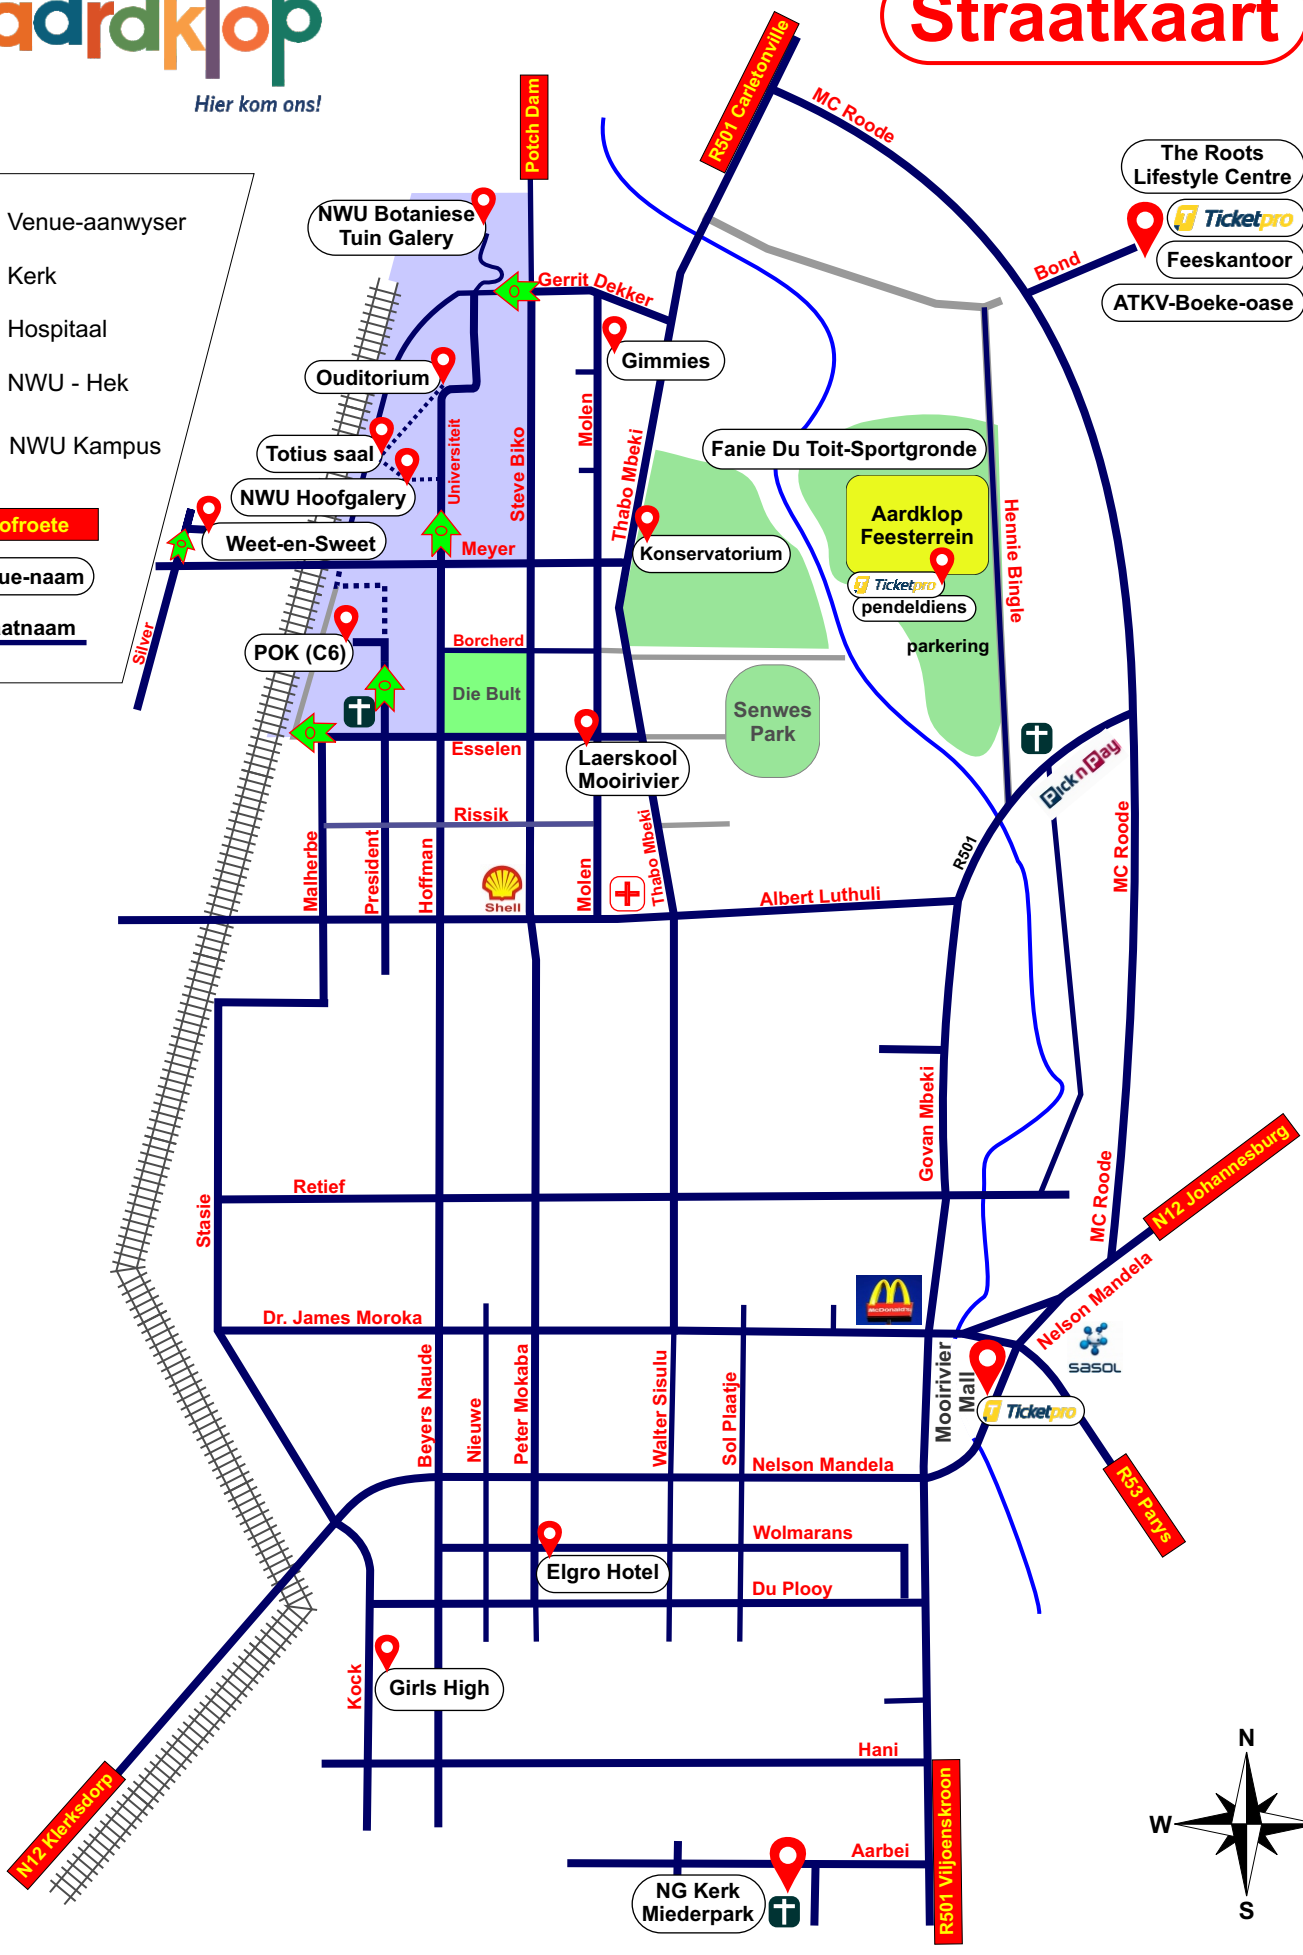 aardklop
Hier kom ons!
Straatkaart
Venue-aanwyser
Kerk
Hospitaal
NWU - Hek
NWU Kampus
ofroete
ue-naam
atnaam
Potch Dam
R501 Carletonville
MC Roode
The Roots
Lifestyle Centre
Ticketpro
Feeskantoor
ATKV-Boeke-oase
Bond
NWU Botaniese
Tuin Galery
Gerrit Dekker
Gimmies
Ouditorium
Molen
Universiteit
Steve Biko
Thabo Mbeki
Totius saal
NWU Hoofgalery
Weet-en-Sweet
Meyer
Silver
Fanie Du Toit-Sportgronde
Aardklop
Feesterrein
Ticketpro
pendeldiens
parkering
Hennie Bingle
Konservatorium
POK (C6)
Borcherd
Die Bult
Esselen
Senwes
Park
Laerskool
Mooirivier
Rissik
Malherbe
President
Hoffman
Shell
Molen
Thabo Mbeki
Albert Luthuli
R501
Pick n Pay
MC Roode
Govan Mbeki
Retief
Stasie
MC Roode
N12 Johannesburg
Nelson Mandela
Dr. James Moroka
McDonald's
sasol
Mooirivier
Mall
Ticketpro
Beyers Naude
Nieuwe
Peter Mokaba
Walter Sisulu
Sol Plaatje
Nelson Mandela
R53 Parys
Wolmarans
Elgro Hotel
Du Plooy
Kock
Girls High
Hani
N12 Klerksdorp
R501 Viljoenskroon
Aarbei
NG Kerk
Miederpark
N
W
S